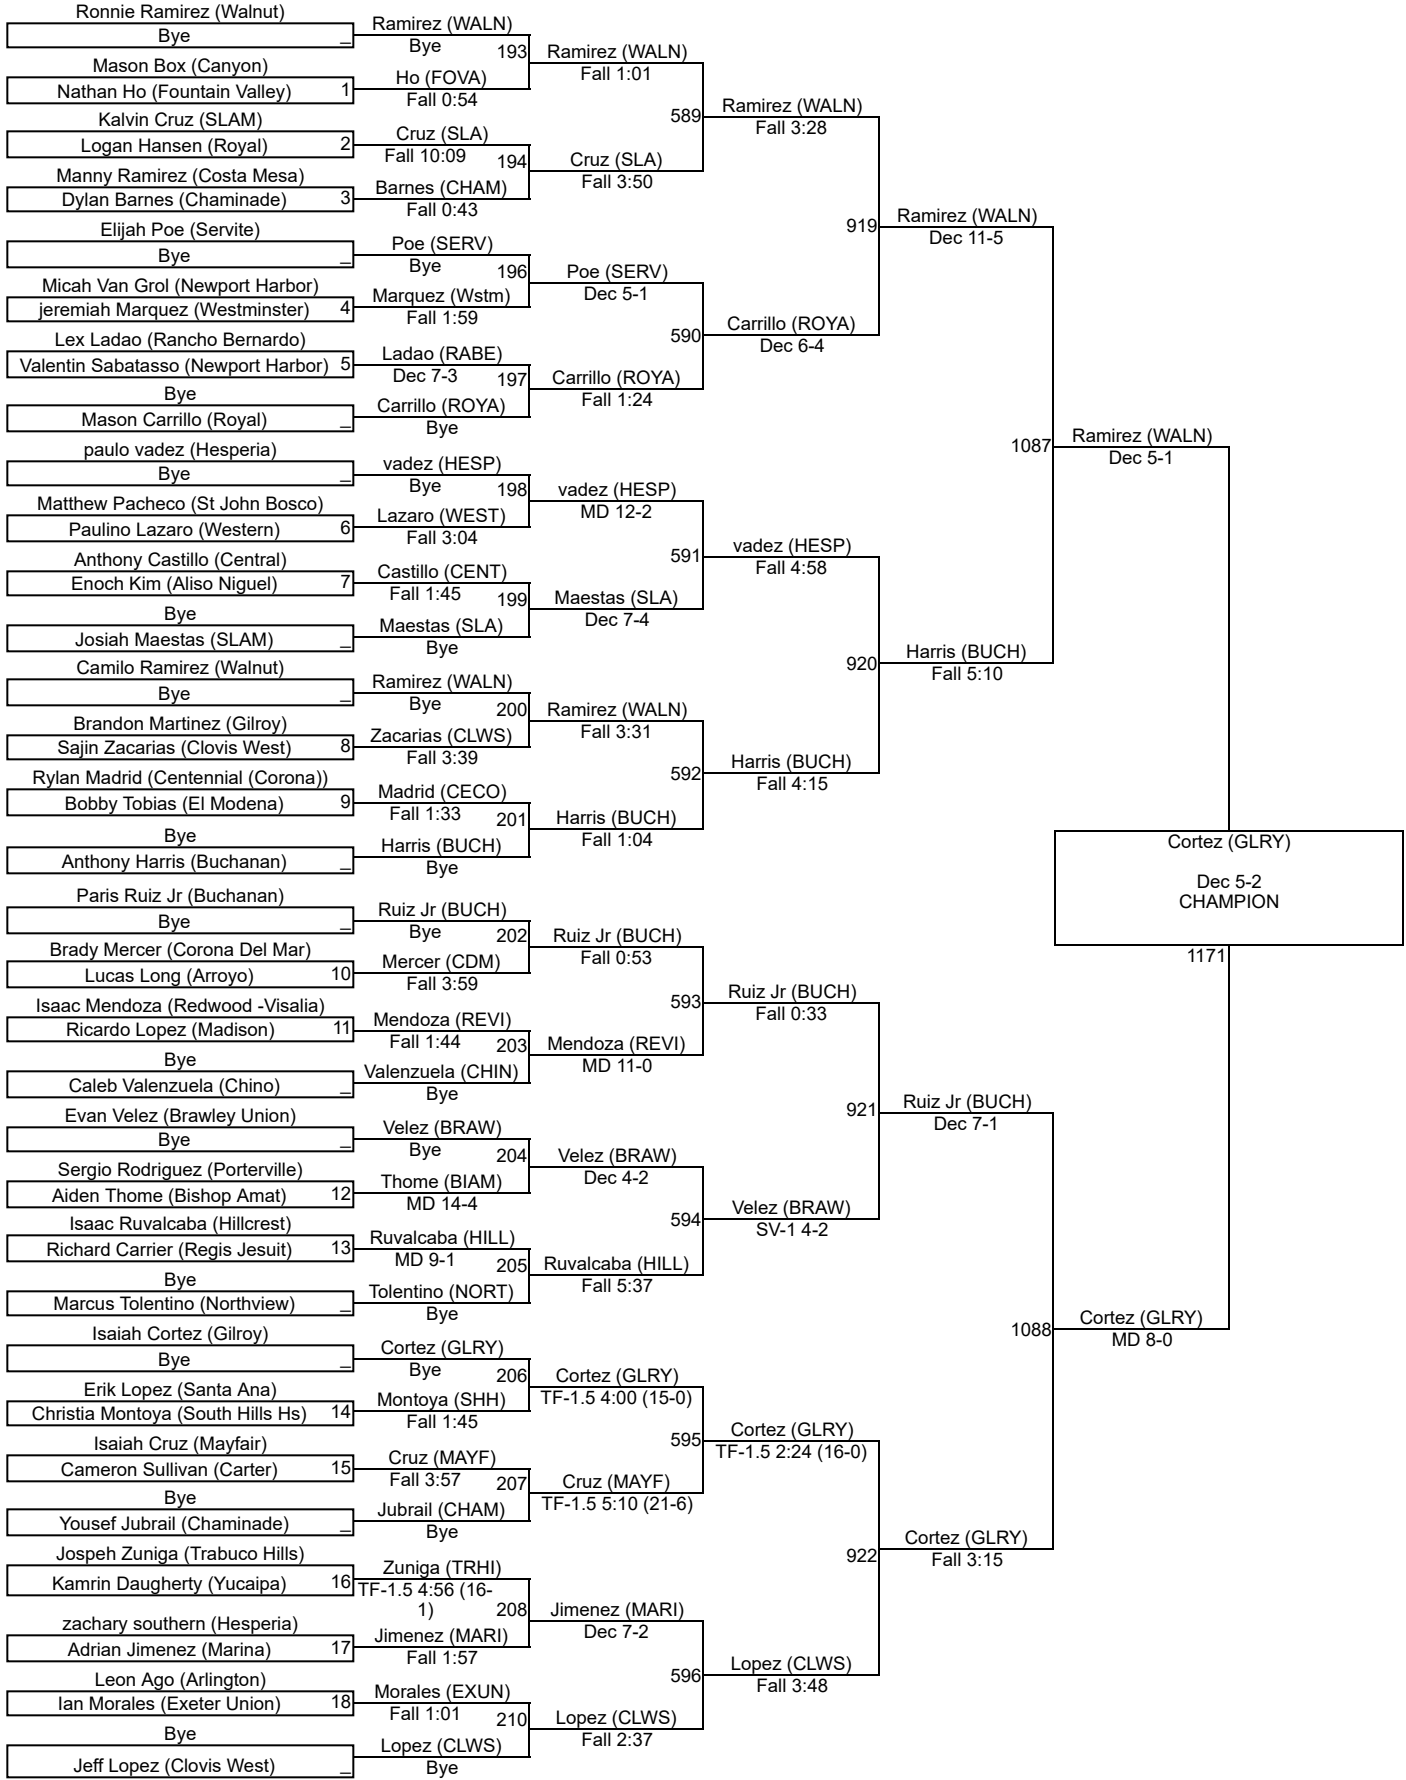 Ronnie Ramirez (Walnut)
Bye _
Mason Box (Canyon)
Nathan Ho (Fountain Valley) 1
Kalvin Cruz (SLAM)
Logan Hansen (Royal) 2
Manny Ramirez (Costa Mesa)
Dylan Barnes (Chaminade) 3
Elijah Poe (Servite)
Bye _
Micah Van Grol (Newport Harbor)
jeremiah Marquez (Westminster) 4
Lex Ladao (Rancho Bernardo)
Valentin Sabatasso (Newport Harbor) 5
Bye
Mason Carrillo (Royal) _
paulo vadez (Hesperia)
Bye _
Matthew Pacheco (St John Bosco)
Paulino Lazaro (Western) 6
Anthony Castillo (Central)
Enoch Kim (Aliso Niguel) 7
Bye
Josiah Maestas (SLAM) _
Camilo Ramirez (Walnut)
Bye _
Brandon Martinez (Gilroy)
Sajin Zacarias (Clovis West) 8
Rylan Madrid (Centennial (Corona))
Bobby Tobias (El Modena) 9
Bye
Anthony Harris (Buchanan) _
Paris Ruiz Jr (Buchanan)
Bye _
Brady Mercer (Corona Del Mar)
Lucas Long (Arroyo) 10
Isaac Mendoza (Redwood -Visalia)
Ricardo Lopez (Madison) 11
Bye
Caleb Valenzuela (Chino) _
Evan Velez (Brawley Union)
Bye _
Sergio Rodriguez (Porterville)
Aiden Thome (Bishop Amat) 12
Isaac Ruvalcaba (Hillcrest)
Richard Carrier (Regis Jesuit) 13
Bye
Marcus Tolentino (Northview) _
Isaiah Cortez (Gilroy)
Bye _
Erik Lopez (Santa Ana)
Christia Montoya (South Hills Hs) 14
Isaiah Cruz (Mayfair)
Cameron Sullivan (Carter) 15
Bye
Yousef Jubrail (Chaminade) _
Jospeh Zuniga (Trabuco Hills)
Kamrin Daugherty (Yucaipa) 16
zachary southern (Hesperia)
Adrian Jimenez (Marina) 17
Leon Ago (Arlington)
Ian Morales (Exeter Union) 18
Bye
Jeff Lopez (Clovis West) _
Ramirez (WALN)
Bye
193
Ho (FOVA)
Fall 0:54
Cruz (SLA)
Fall 10:09
194
Barnes (CHAM)
Fall 0:43
Poe (SERV)
Bye
196
Marquez (Wstm)
Fall 1:59
Ladao (RABE)
Dec 7-3
197
Carrillo (ROYA)
Bye
vadez (HESP)
Bye
198
Lazaro (WEST)
Fall 3:04
Castillo (CENT)
Fall 1:45
199
Maestas (SLA)
Bye
Ramirez (WALN)
Bye
200
Zacarias (CLWS)
Fall 3:39
Madrid (CECO)
Fall 1:33
201
Harris (BUCH)
Bye
Ruiz Jr (BUCH)
Bye
202
Mercer (CDM)
Fall 3:59
Mendoza (REVI)
Fall 1:44
203
Valenzuela (CHIN)
Bye
Velez (BRAW)
Bye
204
Thome (BIAM)
MD 14-4
Ruvalcaba (HILL)
MD 9-1
205
Tolentino (NORT)
Bye
Cortez (GLRY)
Bye
206
Montoya (SHH)
Fall 1:45
Cruz (MAYF)
Fall 3:57
207
Jubrail (CHAM)
Bye
Zuniga (TRHI)
TF-1.5 4:56 (16-
1)
208
Jimenez (MARI)
Fall 1:57
Morales (EXUN)
Fall 1:01
210
Lopez (CLWS)
Bye
Ramirez (WALN)
Fall 1:01
589
Cruz (SLA)
Fall 3:50
Poe (SERV)
Dec 5-1
590
Carrillo (ROYA)
Fall 1:24
vadez (HESP)
MD 12-2
591
Maestas (SLA)
Dec 7-4
Ramirez (WALN)
Fall 3:31
592
Harris (BUCH)
Fall 1:04
Ruiz Jr (BUCH)
Fall 0:53
593
Mendoza (REVI)
MD 11-0
Velez (BRAW)
Dec 4-2
594
Ruvalcaba (HILL)
Fall 5:37
Cortez (GLRY)
TF-1.5 4:00 (15-0)
595
Cruz (MAYF)
TF-1.5 5:10 (21-6)
Jimenez (MARI)
Dec 7-2
596
Lopez (CLWS)
Fall 2:37
Ramirez (WALN)
Fall 3:28
919
Carrillo (ROYA)
Dec 6-4
vadez (HESP)
Fall 4:58
920
Harris (BUCH)
Fall 4:15
Ruiz Jr (BUCH)
Fall 0:33
921
Velez (BRAW)
SV-1 4-2
Cortez (GLRY)
TF-1.5 2:24 (16-0)
922
Lopez (CLWS)
Fall 3:48
Ramirez (WALN)
Dec 11-5
1087
Harris (BUCH)
Fall 5:10
Ruiz Jr (BUCH)
Dec 7-1
1088
Cortez (GLRY)
Fall 3:15
Ramirez (WALN)
Dec 5-1
Cortez (GLRY)
Dec 5-2
CHAMPION
1171
Cortez (GLRY)
MD 8-0